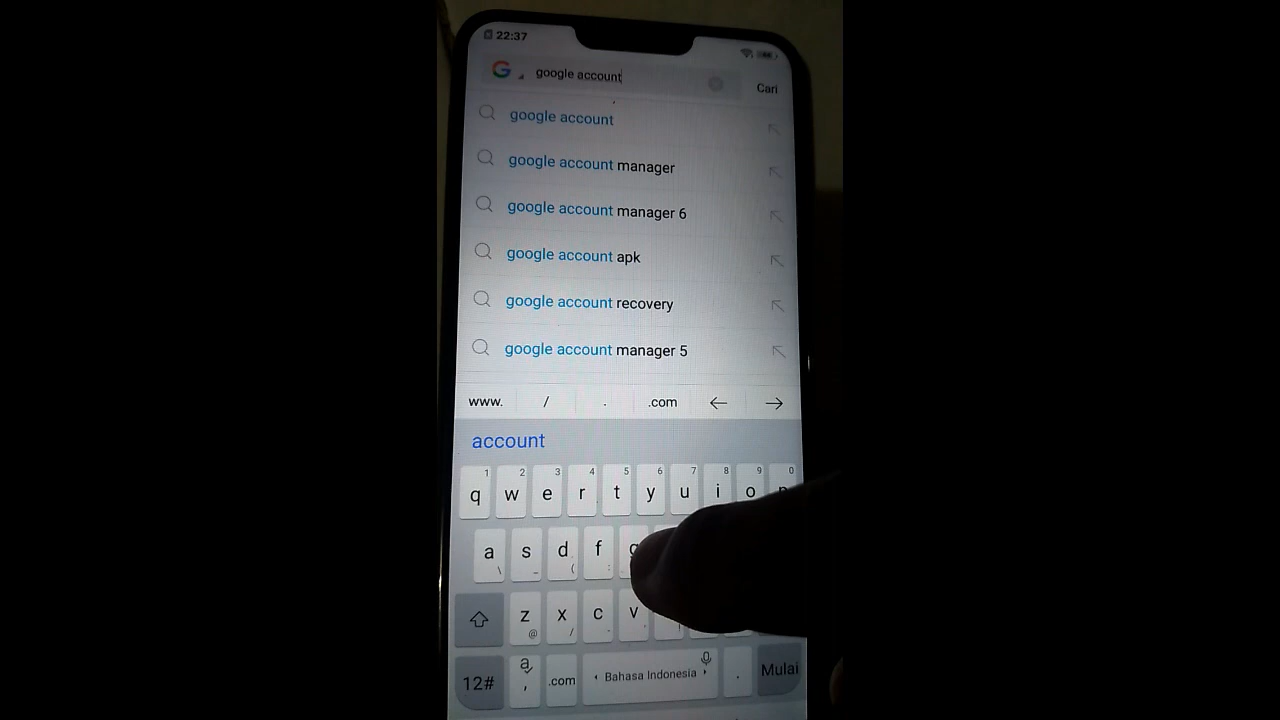 22:37
google account
Cari
google account
google account manager
google account manager 6
google account apk
google account recovery
google account manager 5
www. / . .com ← →
account
1 2 3 4 5 6 7 8 9 0
q w e r t y u i o
a s d f g
\ _ ( :
z x c v
@ /
12# , .com Bahasa Indonesia . Mulai